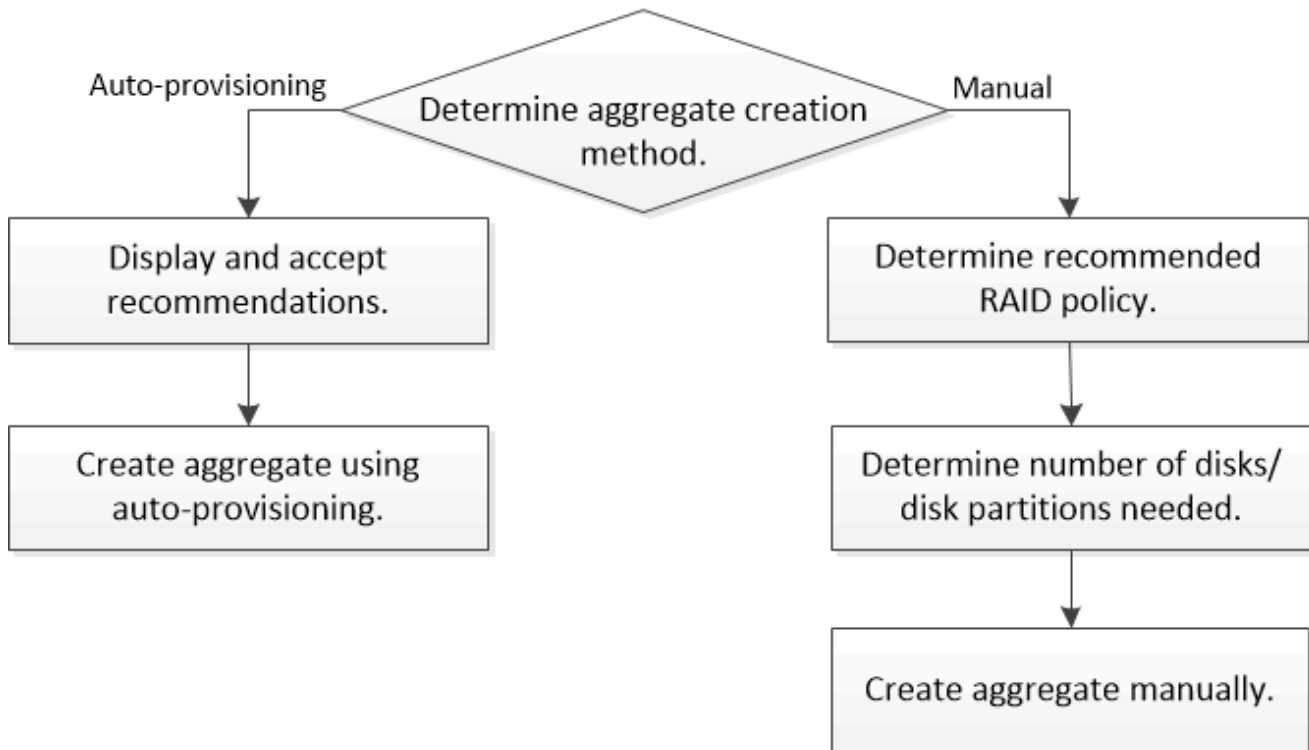 Auto-provisioning
Manual
Determine aggregate creation
method.
Display and accept
recommendations.
Determine recommended
RAID policy.
Create aggregate using
auto-provisioning.
Determine number of disks/
disk partitions needed.
Create aggregate manually.